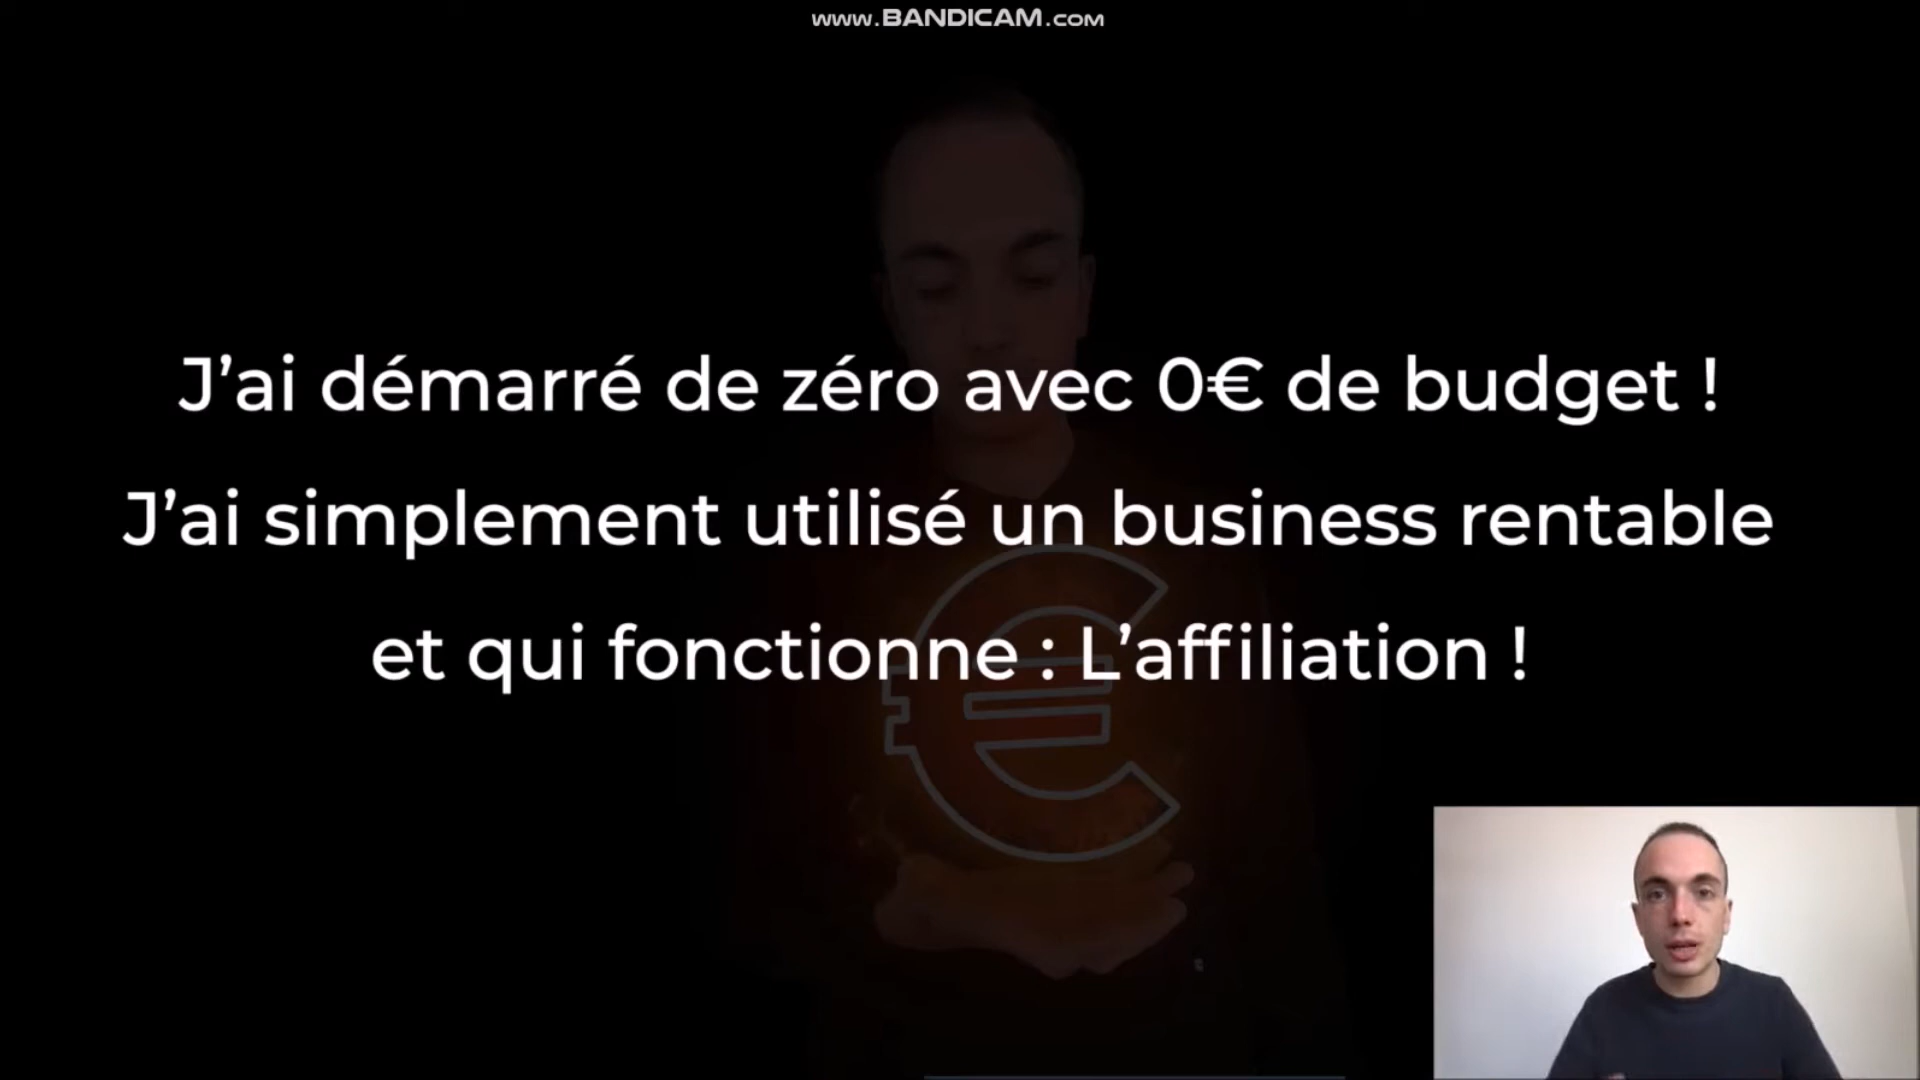 www.BANDICAM.com
J’ai démarré de zéro avec 0€ de budget !
J’ai simplement utilisé un business rentable
et qui fonctionne : L’affiliation !